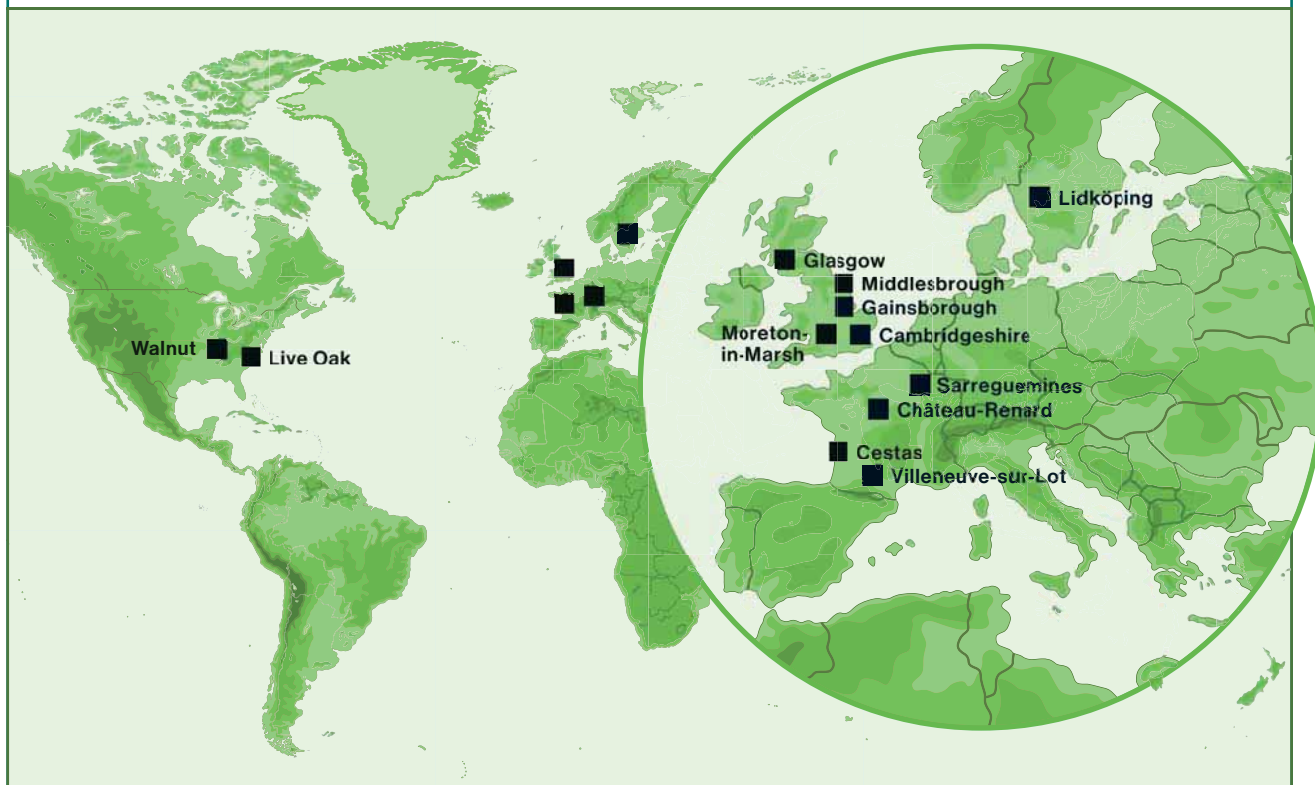 Walnut
Live Oak
Lidköping
Glasgow
Middlesbrough
Gainsborough
Moreton-
in-Marsh
Cambridgeshire
Sarreguemines
Château-Renard
Cestas
Villeneuve-sur-Lot